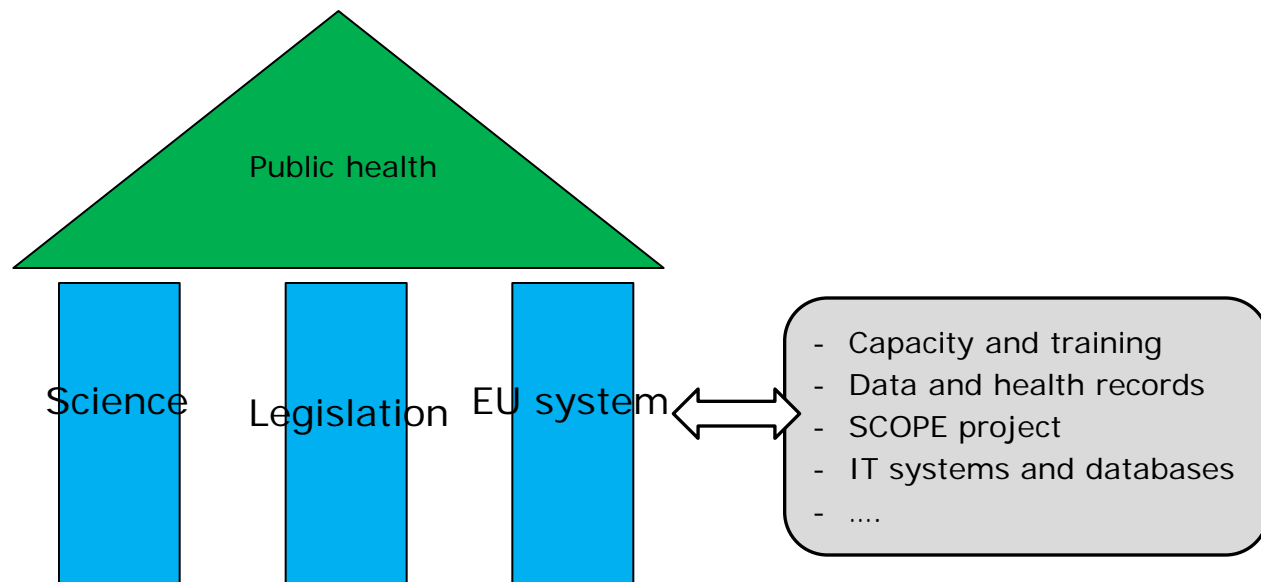 Public health
Science
Legislation
EU system
- Capacity and training
- Data and health records
- SCOPE project
- IT systems and databases
- ....